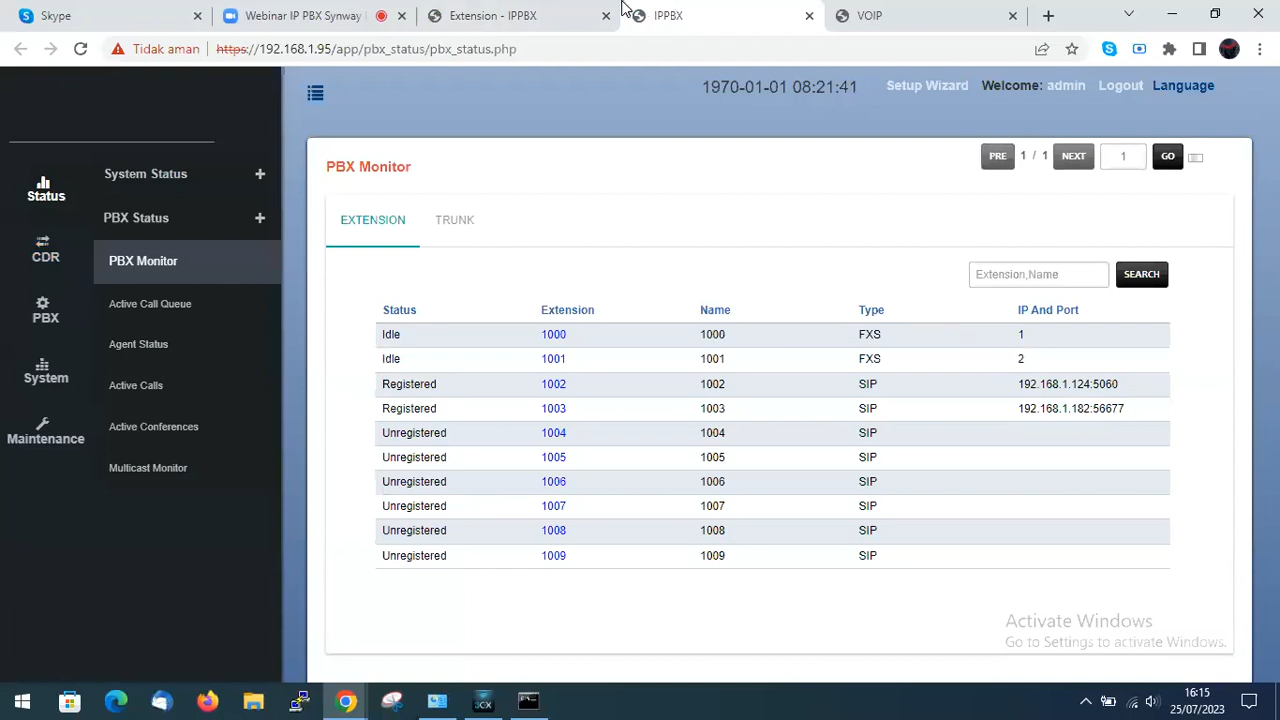 Skype
Webinar IP PBX Synway
Extension - IPPBX
IPPBX
VOIP
Tidak aman
https://192.168.1.95/app/pbx_status/pbx_status.php
1970-01-01 08:21:41
Setup Wizard
Welcome: admin
Logout
Language
Status
CDR
PBX
System
Maintenance
System Status +
PBX Status +
PBX Monitor
Active Call Queue
Agent Status
Active Calls
Active Conferences
Multicast Monitor
PBX Monitor
PRE 1 / 1 NEXT 1 GO
EXTENSION TRUNK
Extension,Name SEARCH
Status Extension Name Type IP And Port
Idle 1000 1000 FXS 1
Idle 1001 1001 FXS 2
Registered 1002 1002 SIP 192.168.1.124:5060
Registered 1003 1003 SIP 192.168.1.182:56677
Unregistered 1004 1004 SIP
Unregistered 1005 1005 SIP
Unregistered 1006 1006 SIP
Unregistered 1007 1007 SIP
Unregistered 1008 1008 SIP
Unregistered 1009 1009 SIP
Activate Windows
Go to Settings to activate Windows.
3CX
16:15
25/07/2023